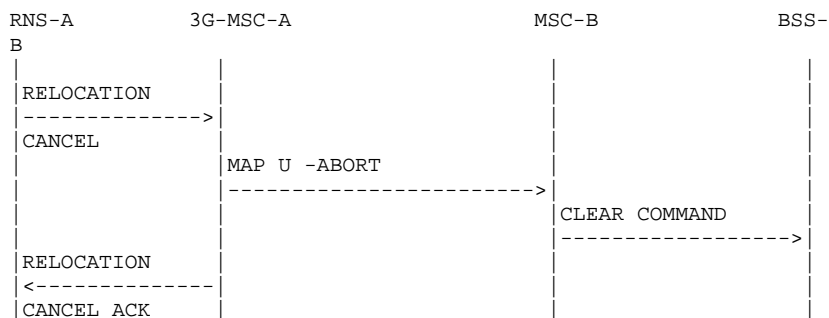 RNS-A 3G-MSC-A MSC-B BSS-
B
RELOCATION
CANCEL
MAP U -ABORT
CLEAR COMMAND
RELOCATION
CANCEL ACK